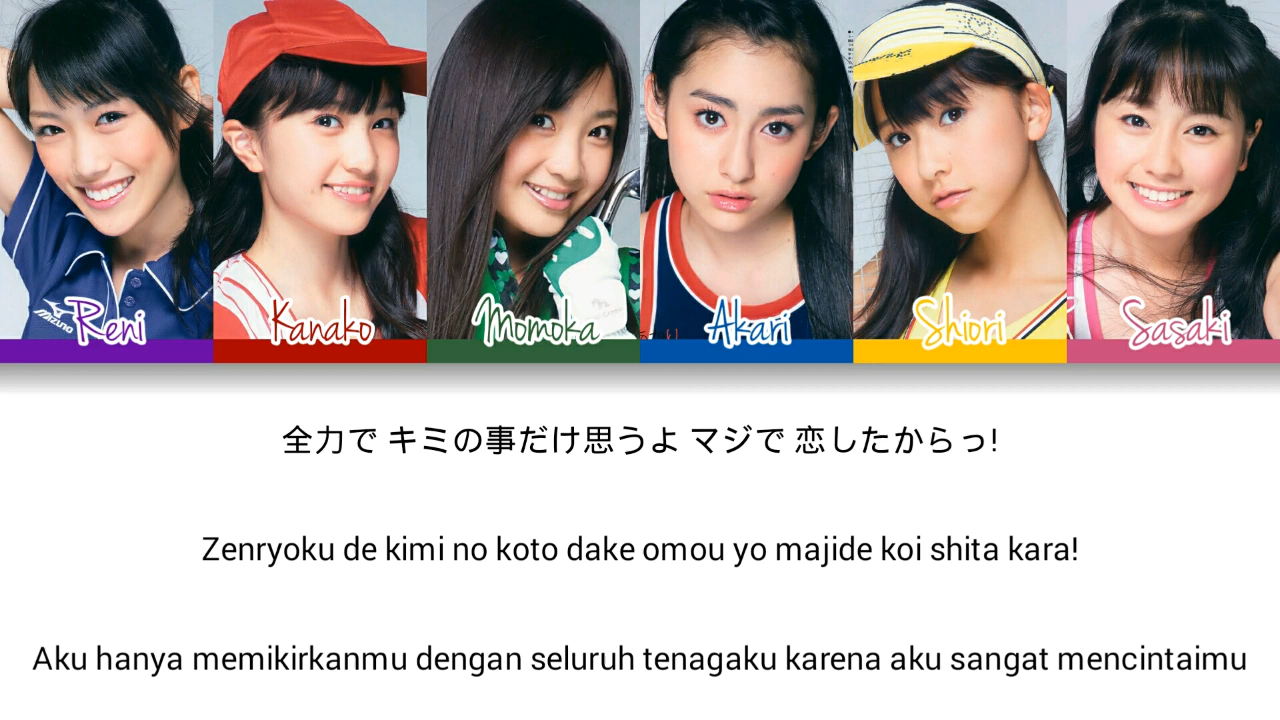 MIZUNO
Reni
Kanako
Momoka
Akari
Shiori
Sasaki
全力で キミの事だけ思うよ マジで 恋したからっ!
Zenryoku de kimi no koto dake omou yo majide koi shita kara!
Aku hanya memikirkanmu dengan seluruh tenagaku karena aku sangat mencintaimu